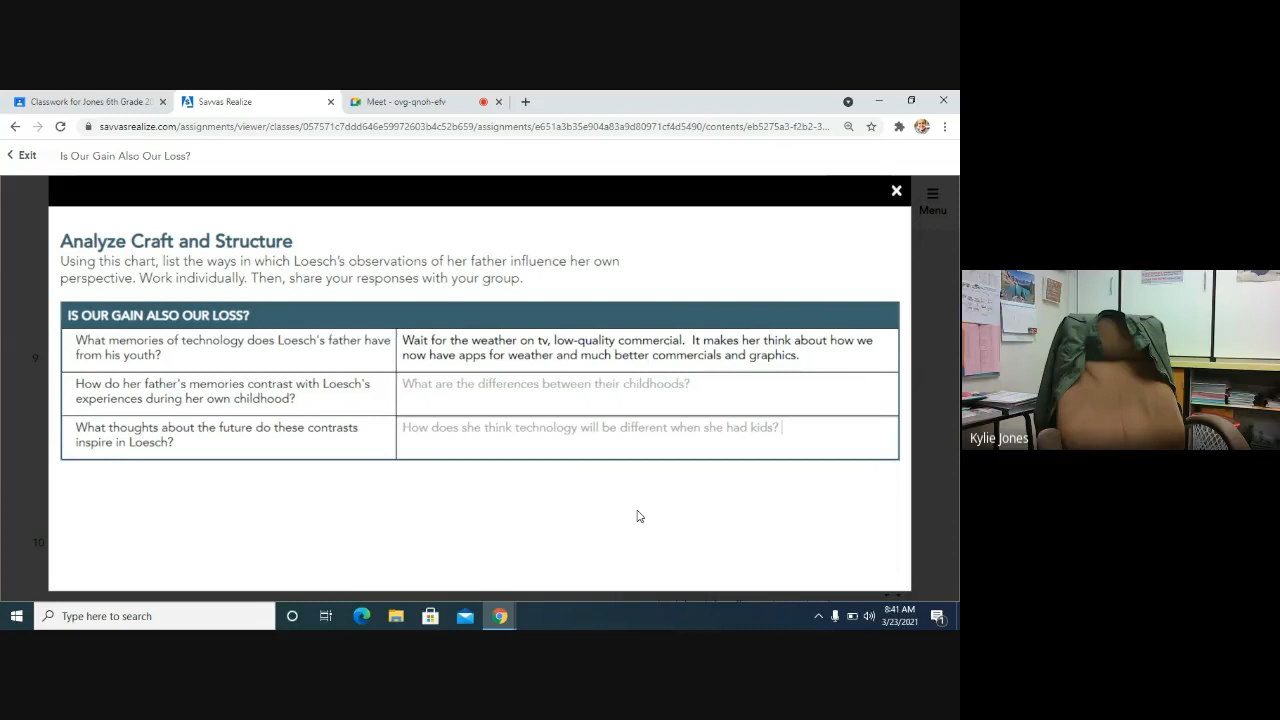 Classwork for Jones 6th Grade 2
Savvas Realize
Meet - ovg-qnoh-efv
savvasrealize.com/assignments/viewer/classes/057571c7ddd646e59972603b4c52b659/assignments/e651a3b35e904a83a9d80971cf4d5490/contents/eb5275a3-f2b2-3...
Exit
Is Our Gain Also Our Loss?
Menu
Analyze Craft and Structure
Using this chart, list the ways in which Loesch's observations of her father influence her own
perspective. Work individually. Then, share your responses with your group.
IS OUR GAIN ALSO OUR LOSS?
What memories of technology does Loesch's father have
from his youth?
Wait for the weather on tv, low-quality commercial. It makes her think about how we
now have apps for weather and much better commercials and graphics.
9
How do her father's memories contrast with Loesch's
experiences during her own childhood?
What are the differences between their childhoods?
What thoughts about the future do these contrasts
inspire in Loesch?
How does she think technology will be different when she had kids?
10
Kylie Jones
Type here to search
8:41 AM
3/23/2021
1